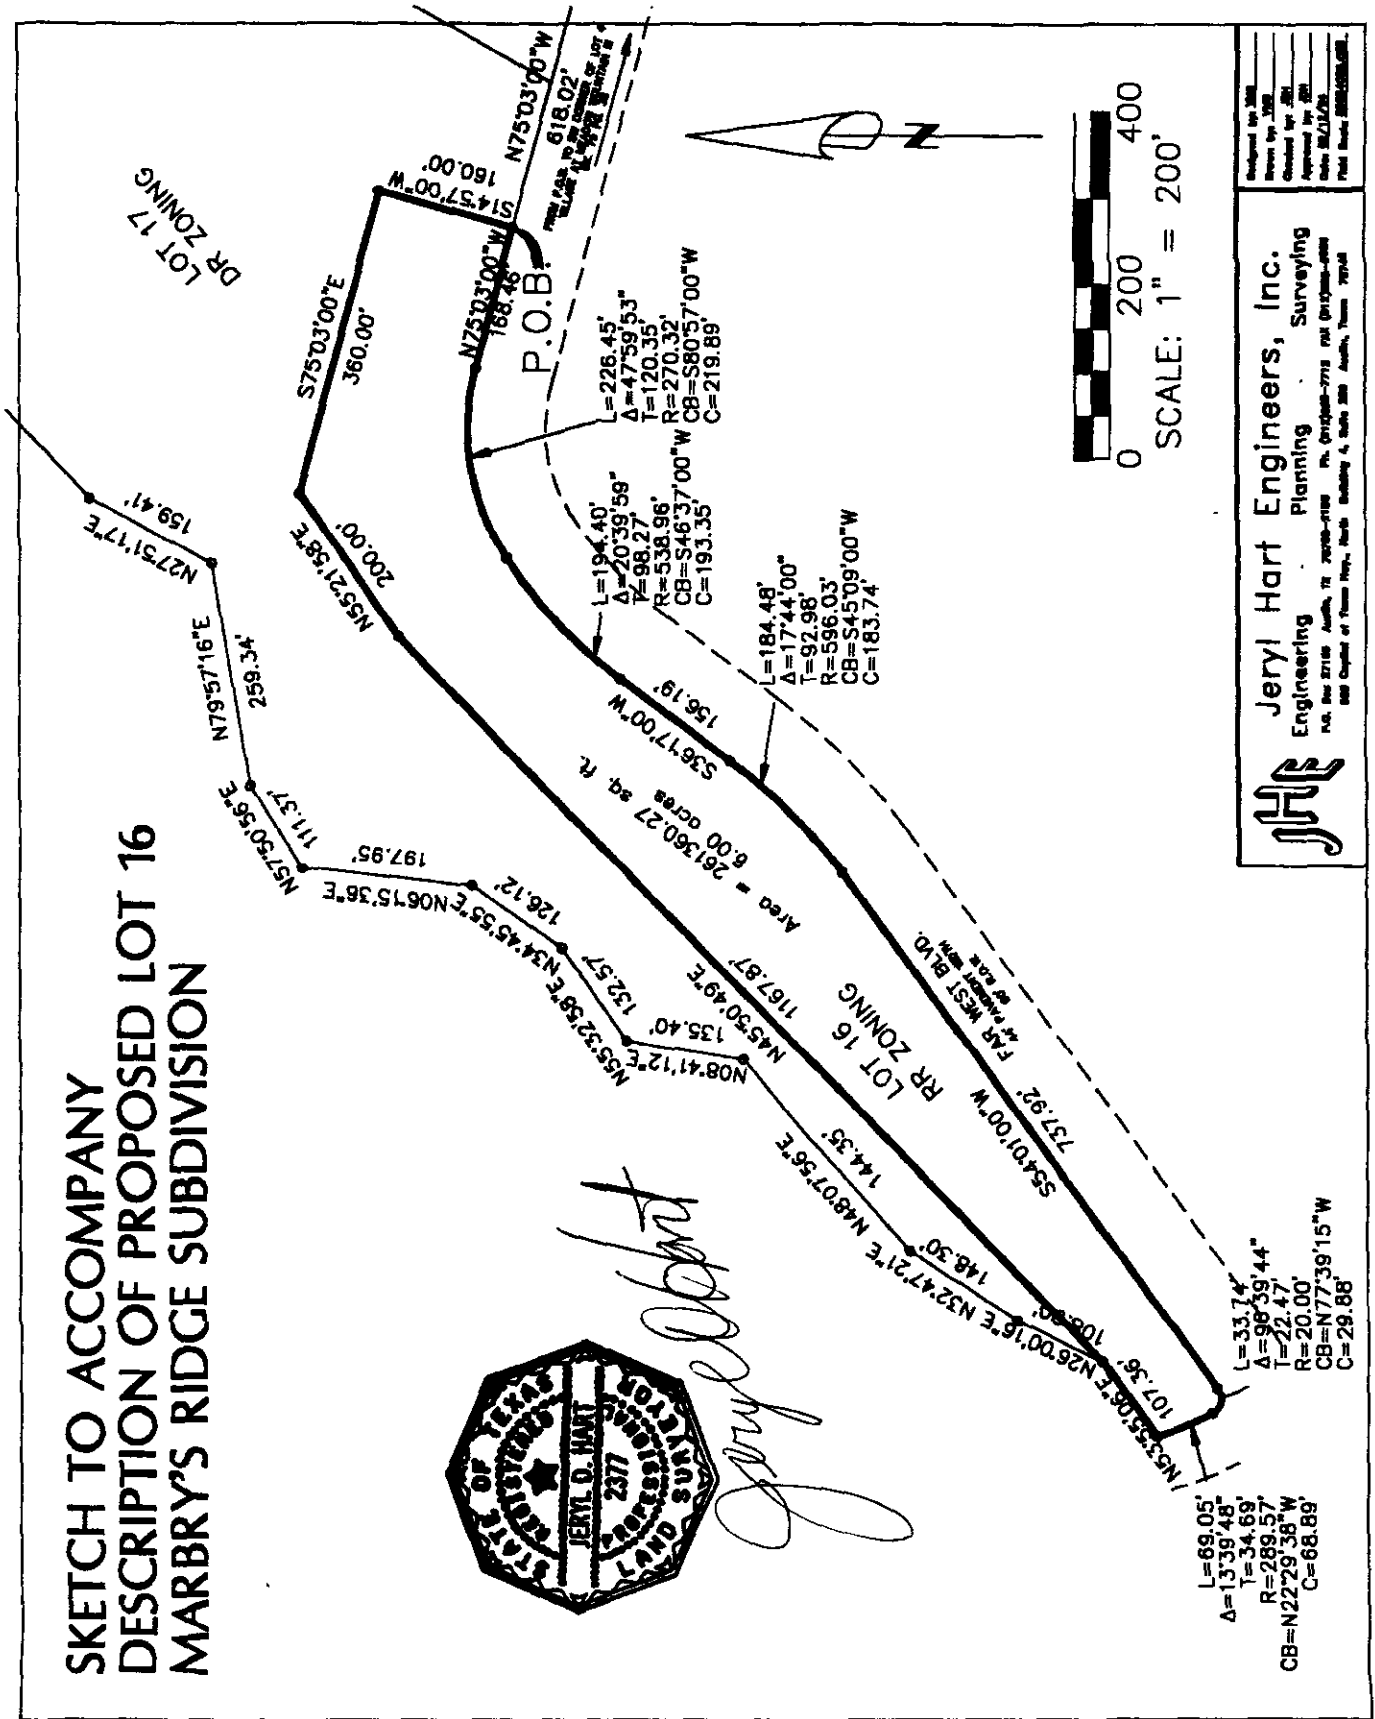 SKETCH TO ACCOMPANY
DESCRIPTION OF PROPOSED LOT 16
MARBRY'S RIDGE SUBDIVISION
N27°51'17"E
159.41'
N79°57'16"E
259.34'
N57°50'56"E
111.37'
N06°15'36"E
197.95'
N34°45'55"E
126.12'
N55°32'58"E
132.57'
N08°41'12"E
135.40'
N48°07'56"E
144.35'
N32°47'21"E
148.30'
N26°00'16"E
N53°55'06"E
107.36'
LOT 17
DR ZONING
S75°03'00"E
360.00'
S14°57'00"W
160.00'
N75°03'00"W
618.02'
N75°03'00"W
168.46'
P.O.B.
N55°21'58"E
200.00'
N45°50'49"E
1167.87'
Area = 261360.27 sq. ft.
6.00 acres
LOT 16
RR ZONING
L=226.45'
Δ=47°59'53"
T=120.35'
R=270.32'
CB=S80°57'00"W
C=219.89'
L=194.40'
Δ=20°39'59"
T=98.27'
R=538.96'
CB=S46°37'00"W
C=193.35'
S36°17'00"W
156.19'
L=184.48'
Δ=17°44'00"
T=92.98'
R=596.03'
CB=S45°09'00"W
C=183.74'
FAR WEST BLVD.
S54°01'00"W
737.92'
L=33.74'
Δ=96°39'44"
T=22.47'
R=20.00'
CB=N77°39'15"W
C=29.88'
L=69.05'
Δ=13°39'48"
T=34.69'
R=289.57'
CB=N22°29'38"W
C=68.89'
STATE OF TEXAS
REGISTERED
JERYL D. HART
2377
PROFESSIONAL
LAND SURVEYOR
N
0 200 400
SCALE: 1" = 200'
JHE
Jeryl Hart Engineers, Inc.
Engineering · Planning · Surveying